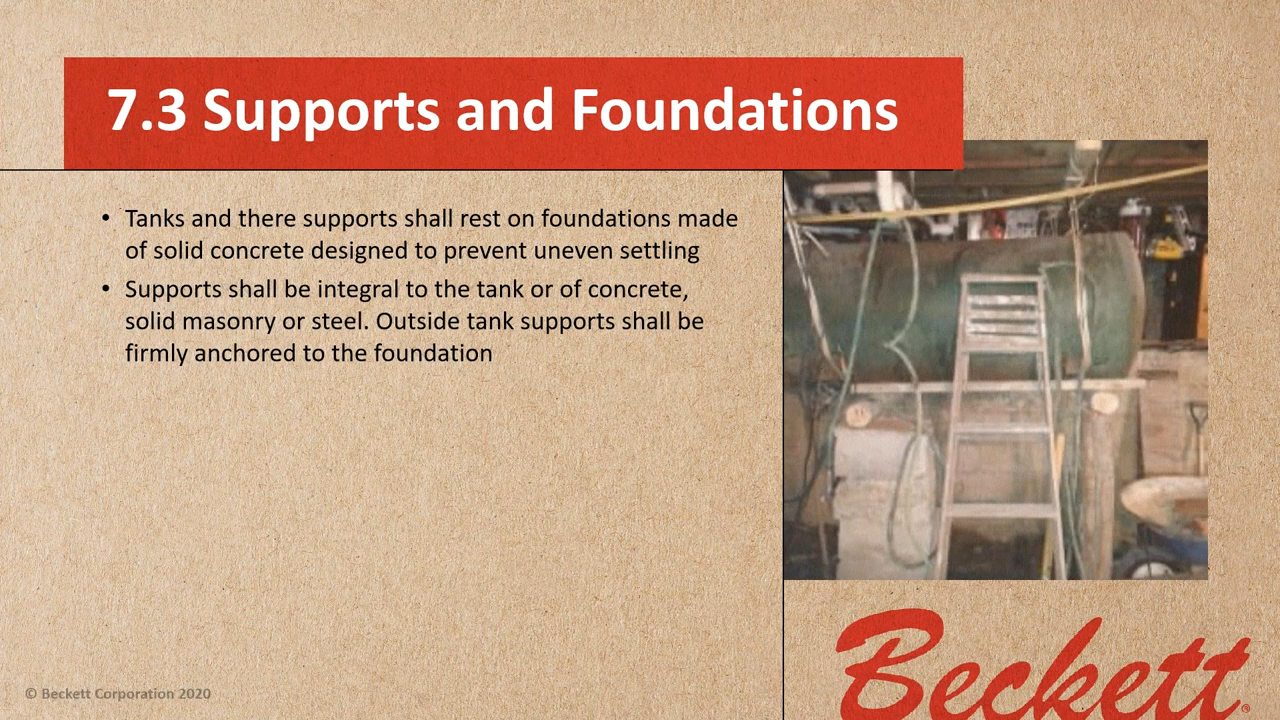 7.3 Supports and Foundations
• Tanks and there supports shall rest on foundations made
of solid concrete designed to prevent uneven settling
• Supports shall be integral to the tank or of concrete,
solid masonry or steel. Outside tank supports shall be
firmly anchored to the foundation
Beckett®
© Beckett Corporation 2020